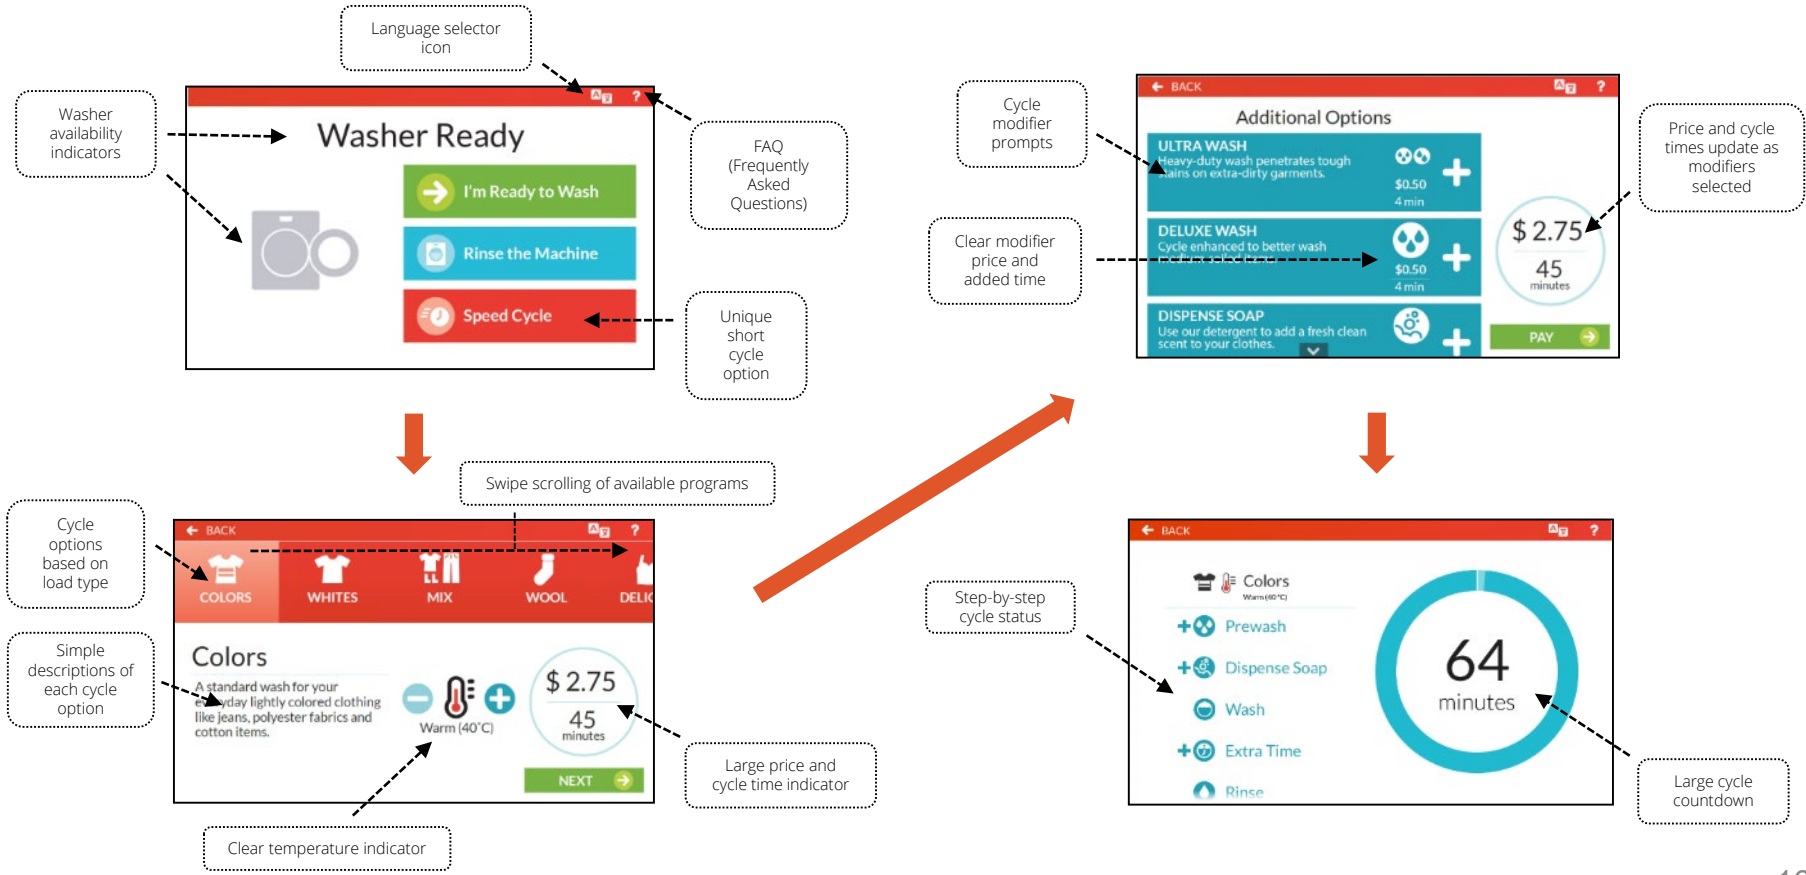 Language selector
icon
Washer
availability
indicators
?
Washer Ready
I'm Ready to Wash
Rinse the Machine
Speed Cycle
FAQ
(Frequently
Asked
Questions)
Unique
short
cycle
option
Swipe scrolling of available programs
Cycle
options
based on
load type
BACK
?
COLORS
WHITES
MIX
WOOL
DELIC
Simple
descriptions of
each cycle
option
Colors
A standard wash for your
everyday lightly colored clothing
like jeans, polyester fabrics and
cotton items.
Warm (40°C)
$ 2.75
45
minutes
NEXT
Large price and
cycle time indicator
Clear temperature indicator
Cycle
modifier
prompts
BACK
?
Additional Options
ULTRA WASH
Heavy-duty wash penetrates tough
stains on extra-dirty garments.
$0.50
4 min
Clear modifier
price and
added time
DELUXE WASH
Cycle enhanced to better wash
medium-soiled items.
$0.50
4 min
DISPENSE SOAP
Use our detergent to add a fresh clean
scent to your clothes.
$ 2.75
45
minutes
PAY
Price and cycle
times update as
modifiers
selected
BACK
?
Step-by-step
cycle status
Colors
Warm (40°C)
Prewash
Dispense Soap
Wash
Extra Time
Rinse
64
minutes
Large cycle
countdown